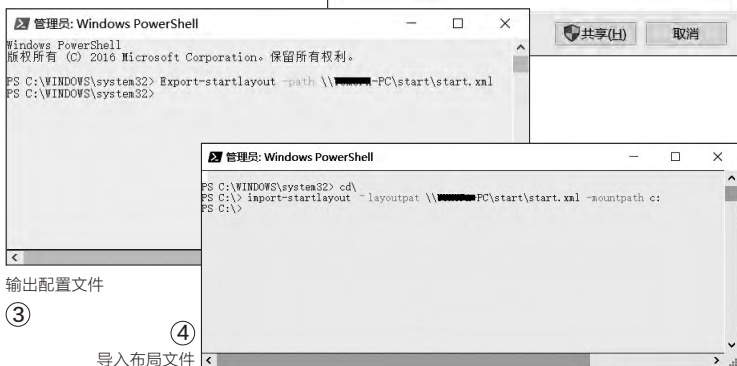 管理员: Windows PowerShell
Windows PowerShell
版权所有 (C) 2016 Microsoft Corporation。保留所有权利。
PS C:\WINDOWS\system32> Export-startlayout -path \\ -PC\start\start.xml
PS C:\WINDOWS\system32>
共享(H)
取消
管理员: Windows PowerShell
PS C:\WINDOWS\system32> cd\
PS C:\> import-startlayout -layoutpat \\ PC\start\start.xml -mountpath c:
PS C:\>
输出配置文件
③
④
导入布局文件